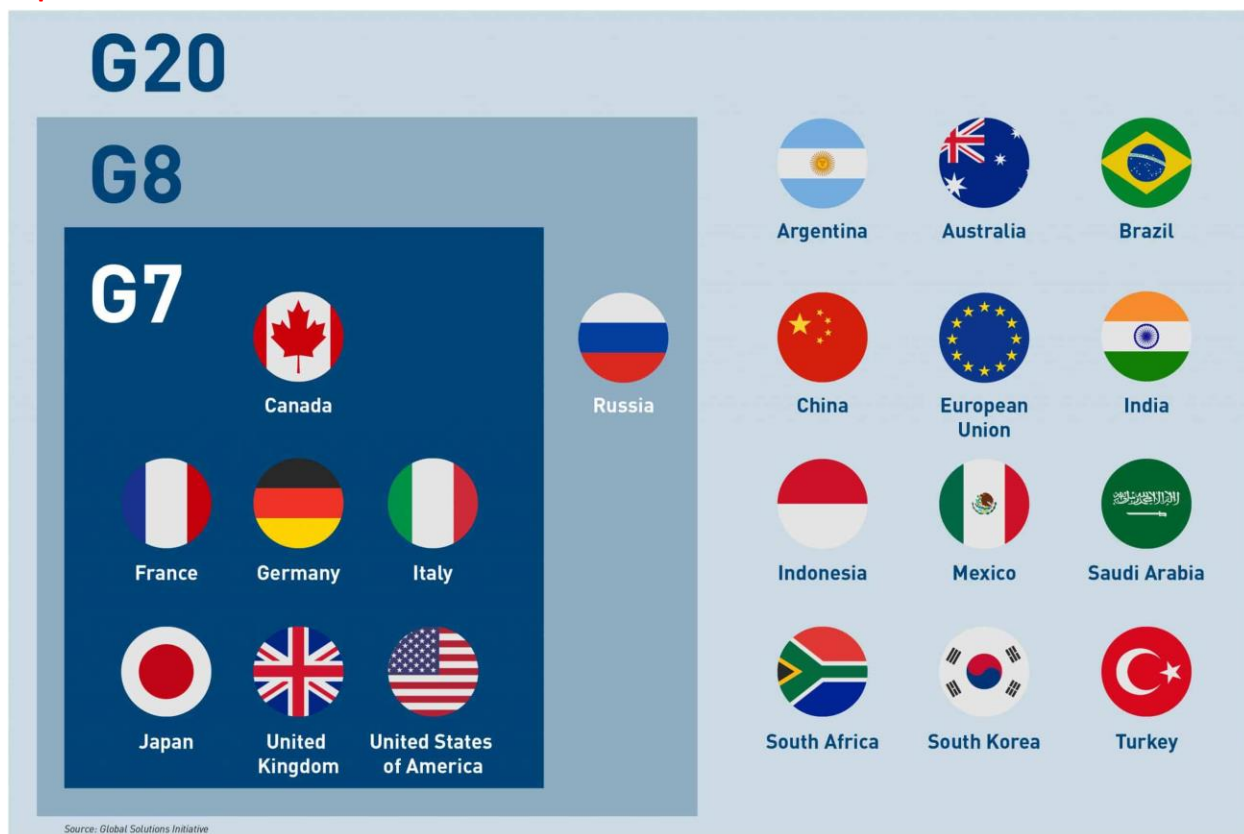 G20
G8
G7
Canada
France
Germany
Italy
Japan
United
Kingdom
United States
of America
Russia
Argentina
Australia
Brazil
China
European
Union
India
Indonesia
Mexico
Saudi Arabia
South Africa
South Korea
Turkey
Source: Global Solutions Initiative